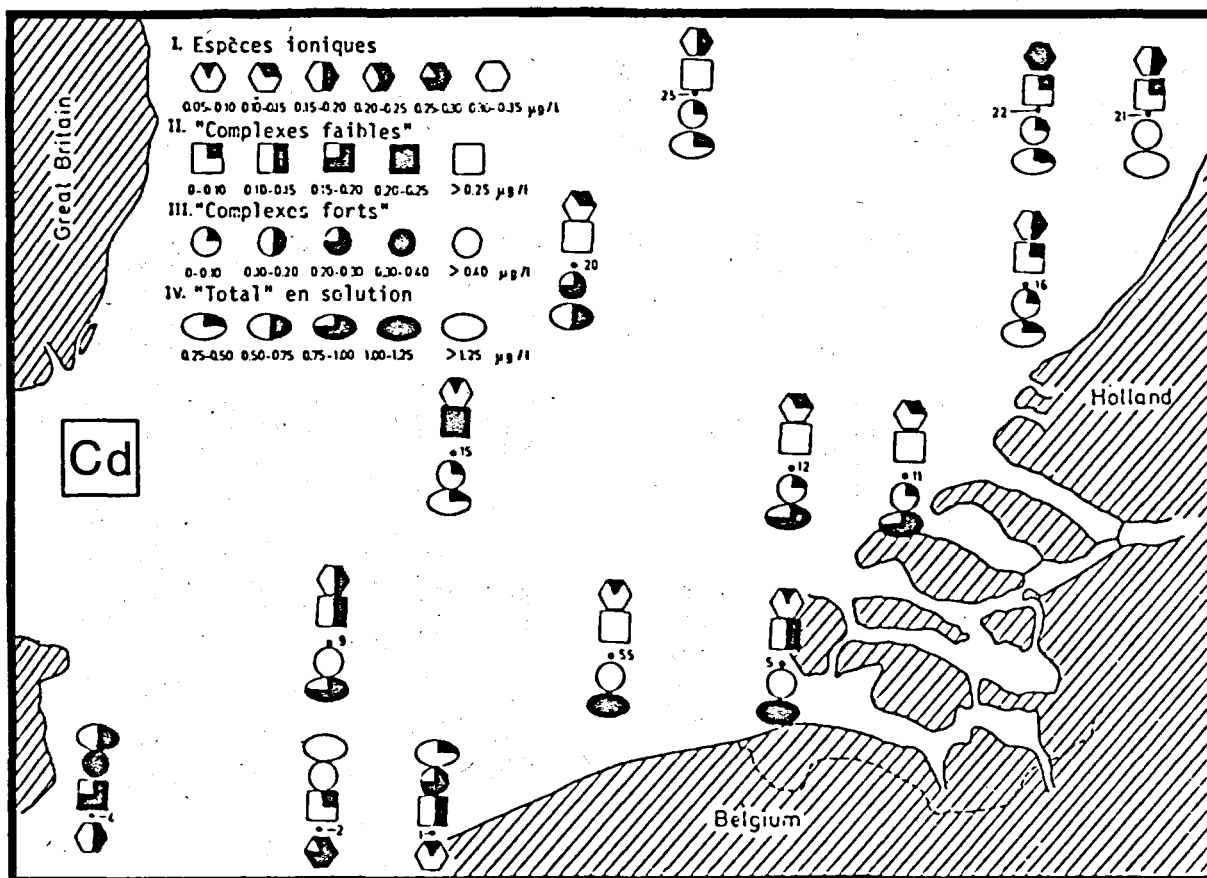 I. Espèces ioniques
0.05-0.10 0.10-0.15 0.15-0.20 0.20-0.25 0.25-0.30 0.30-0.35 µg/l
II. "Complexes faibles"
0-0.10 0.10-0.15 0.15-0.20 0.20-0.25 >0.25 µg/l
III. "Complexes forts"
0-0.10 0.10-0.20 0.20-0.30 0.30-0.40 >0.40 µg/l
IV. "Total" en solution
0.25-0.50 0.50-0.75 0.75-1.00 1.00-1.25 >1.25 µg/l
Great Britain
25
22
21
20
16
Holland
Cd
15
12
11
9
55
5
4
2
1
Belgium